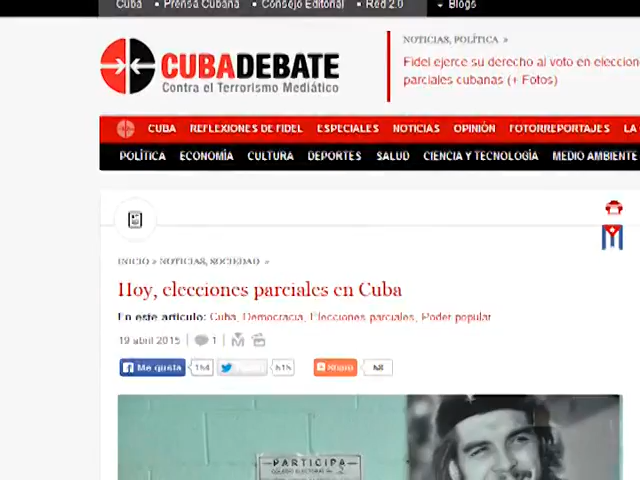 Cuba • Prensa Cubana • Consejo Editorial • Red 2.0 Blogs
CUBADEBATE
Contra el Terrorismo Mediático
NOTICIAS, POLÍTICA »
Fidel ejerce su derecho al voto en eleccion
parciales cubanas (+ Fotos)
CUBA REFLEXIONES DE FIDEL ESPECIALES NOTICIAS OPINIÓN FOTORREPORTAJES LA
POLÍTICA ECONOMÍA CULTURA DEPORTES SALUD CIENCIA Y TECNOLOGÍA MEDIO AMBIENTE
INICIO » NOTICIAS, SOCIEDAD »
Hoy, elecciones parciales en Cuba
En este artículo: Cuba, Democracia, Elecciones parciales, Poder popular
19 abril 2015 1
Me gusta 154 Share
PARTICIPA